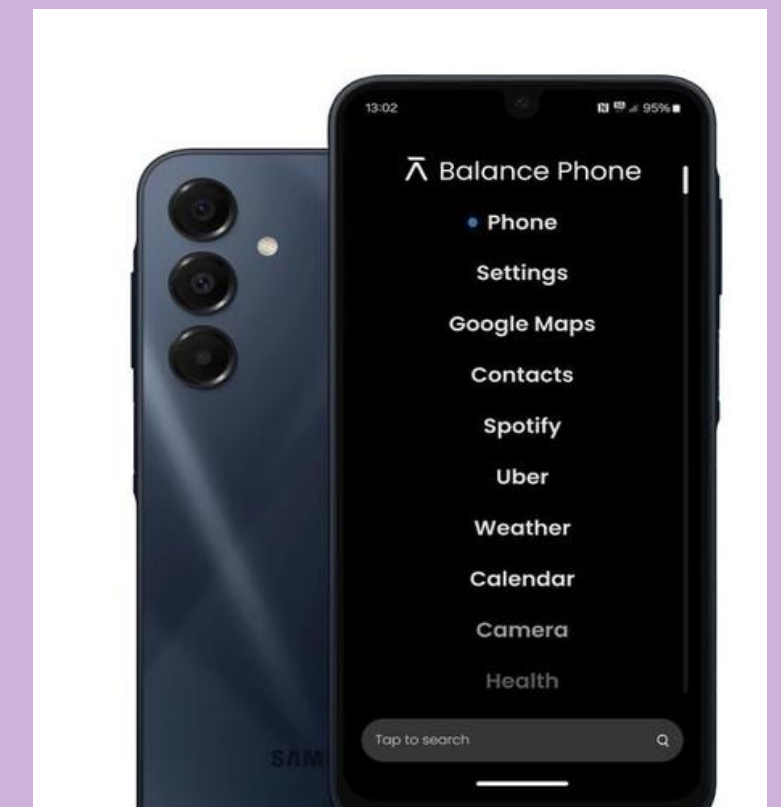 13:02 95%
Balance Phone
Phone
Settings
Google Maps
Contacts
Spotify
Uber
Weather
Calendar
Camera
Health
Tap to search
SAM